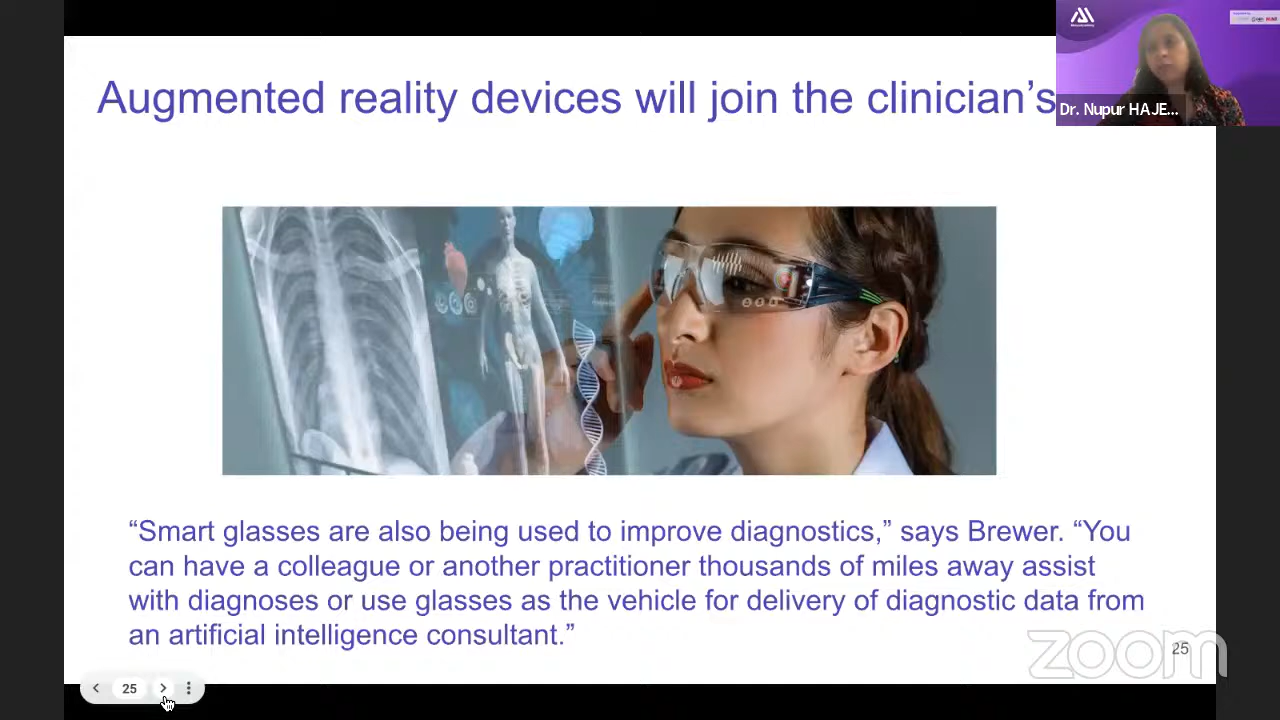 Augmented reality devices will join the clinician's
Dr. Nupur HAJE...
"Smart glasses are also being used to improve diagnostics," says Brewer. "You
can have a colleague or another practitioner thousands of miles away assist
with diagnoses or use glasses as the vehicle for delivery of diagnostic data from
an artificial intelligence consultant."
zoom
25
25